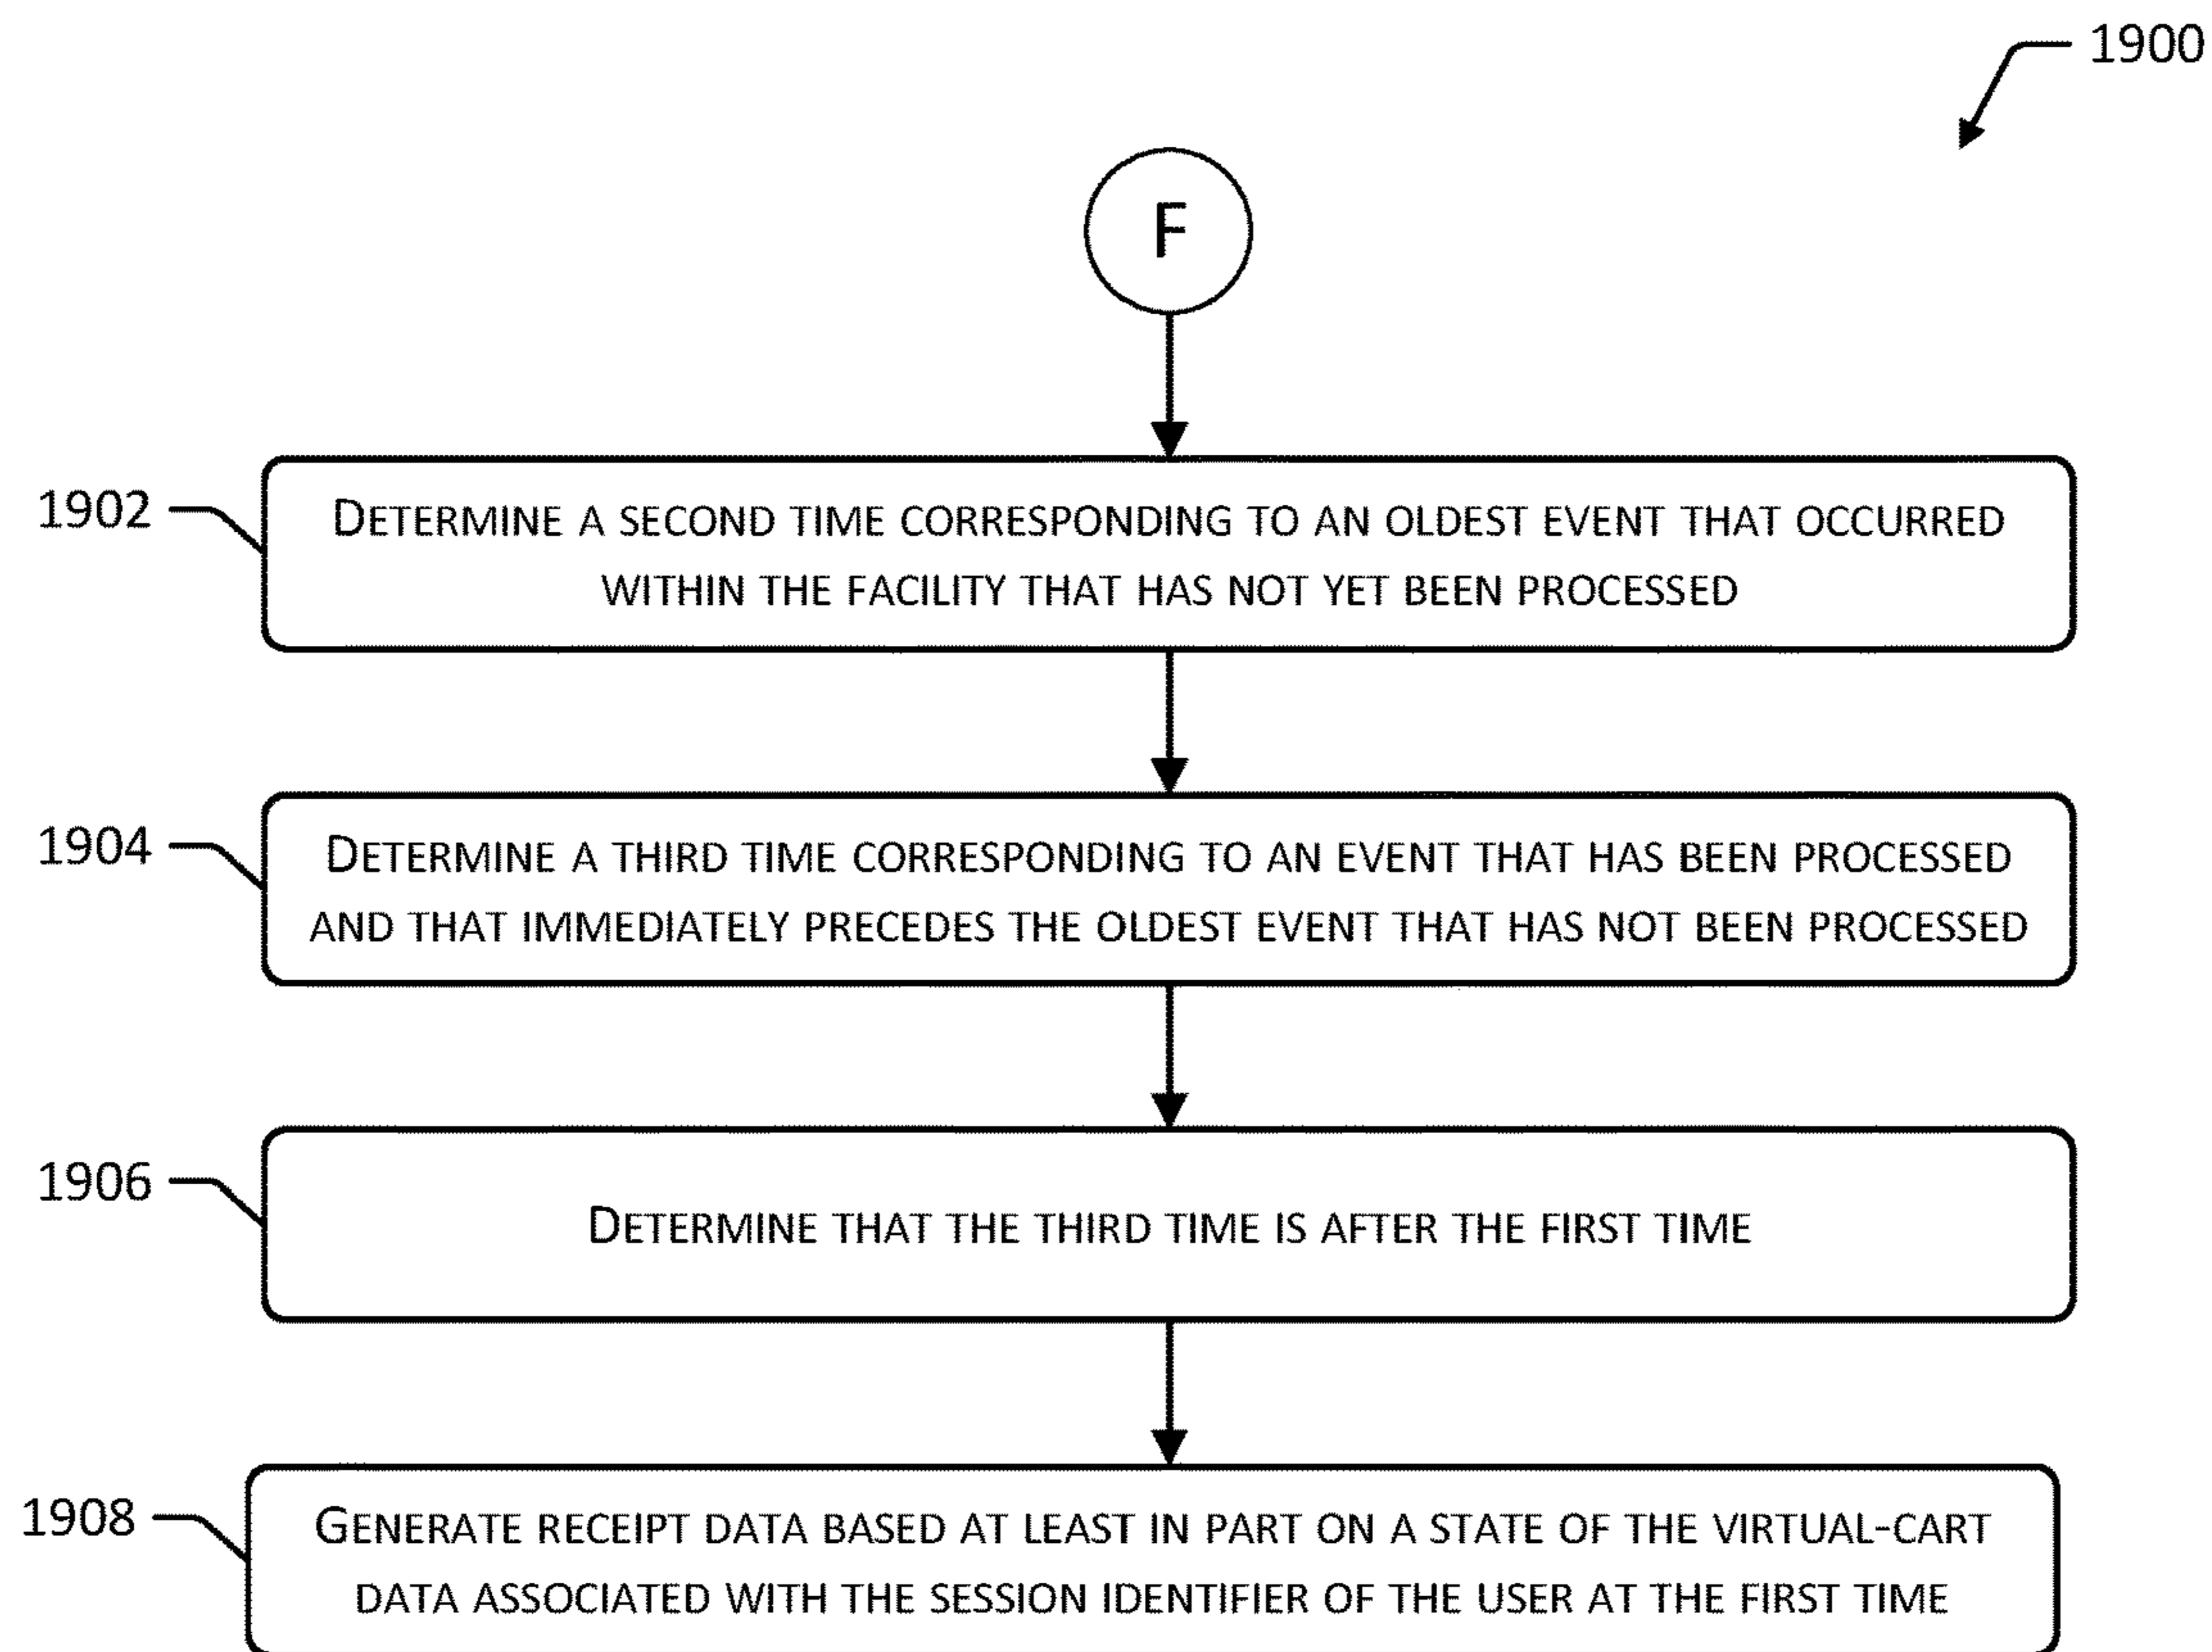 1900
F
1902
DETERMINE A SECOND TIME CORRESPONDING TO AN OLDEST EVENT THAT OCCURRED
WITHIN THE FACILITY THAT HAS NOT YET BEEN PROCESSED
1904
DETERMINE A THIRD TIME CORRESPONDING TO AN EVENT THAT HAS BEEN PROCESSED
AND THAT IMMEDIATELY PRECEDES THE OLDEST EVENT THAT HAS NOT BEEN PROCESSED
1906
DETERMINE THAT THE THIRD TIME IS AFTER THE FIRST TIME
1908
GENERATE RECEIPT DATA BASED AT LEAST IN PART ON A STATE OF THE VIRTUAL-CART
DATA ASSOCIATED WITH THE SESSION IDENTIFIER OF THE USER AT THE FIRST TIME